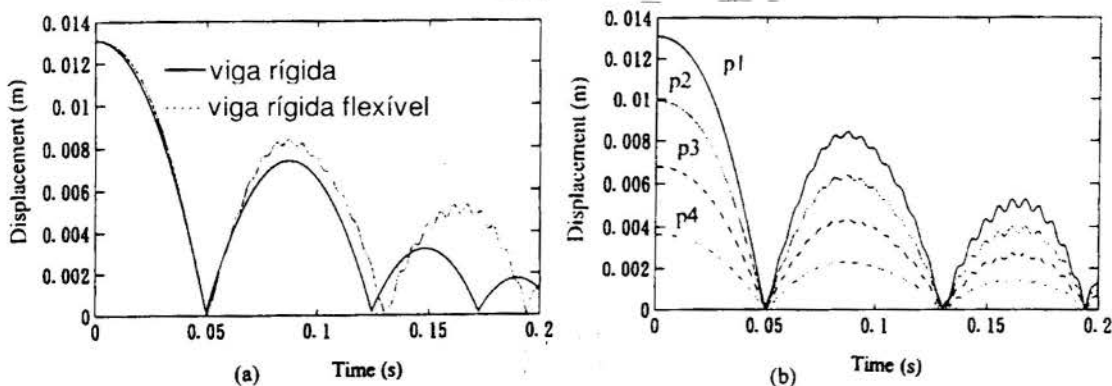 0.014
0.012
0.01
0.008
0.006
0.004
0.002
0
Displacement (m)
viga rígida
viga rígida flexível
0
0.05
0.1
0.15
0.2
(a)
Time (s)
0.014
0.012
0.01
0.008
0.006
0.004
0.002
0
Displacement (m)
p1
p2
p3
p4
0
0.05
0.1
0.15
0.2
(b)
Time (s)